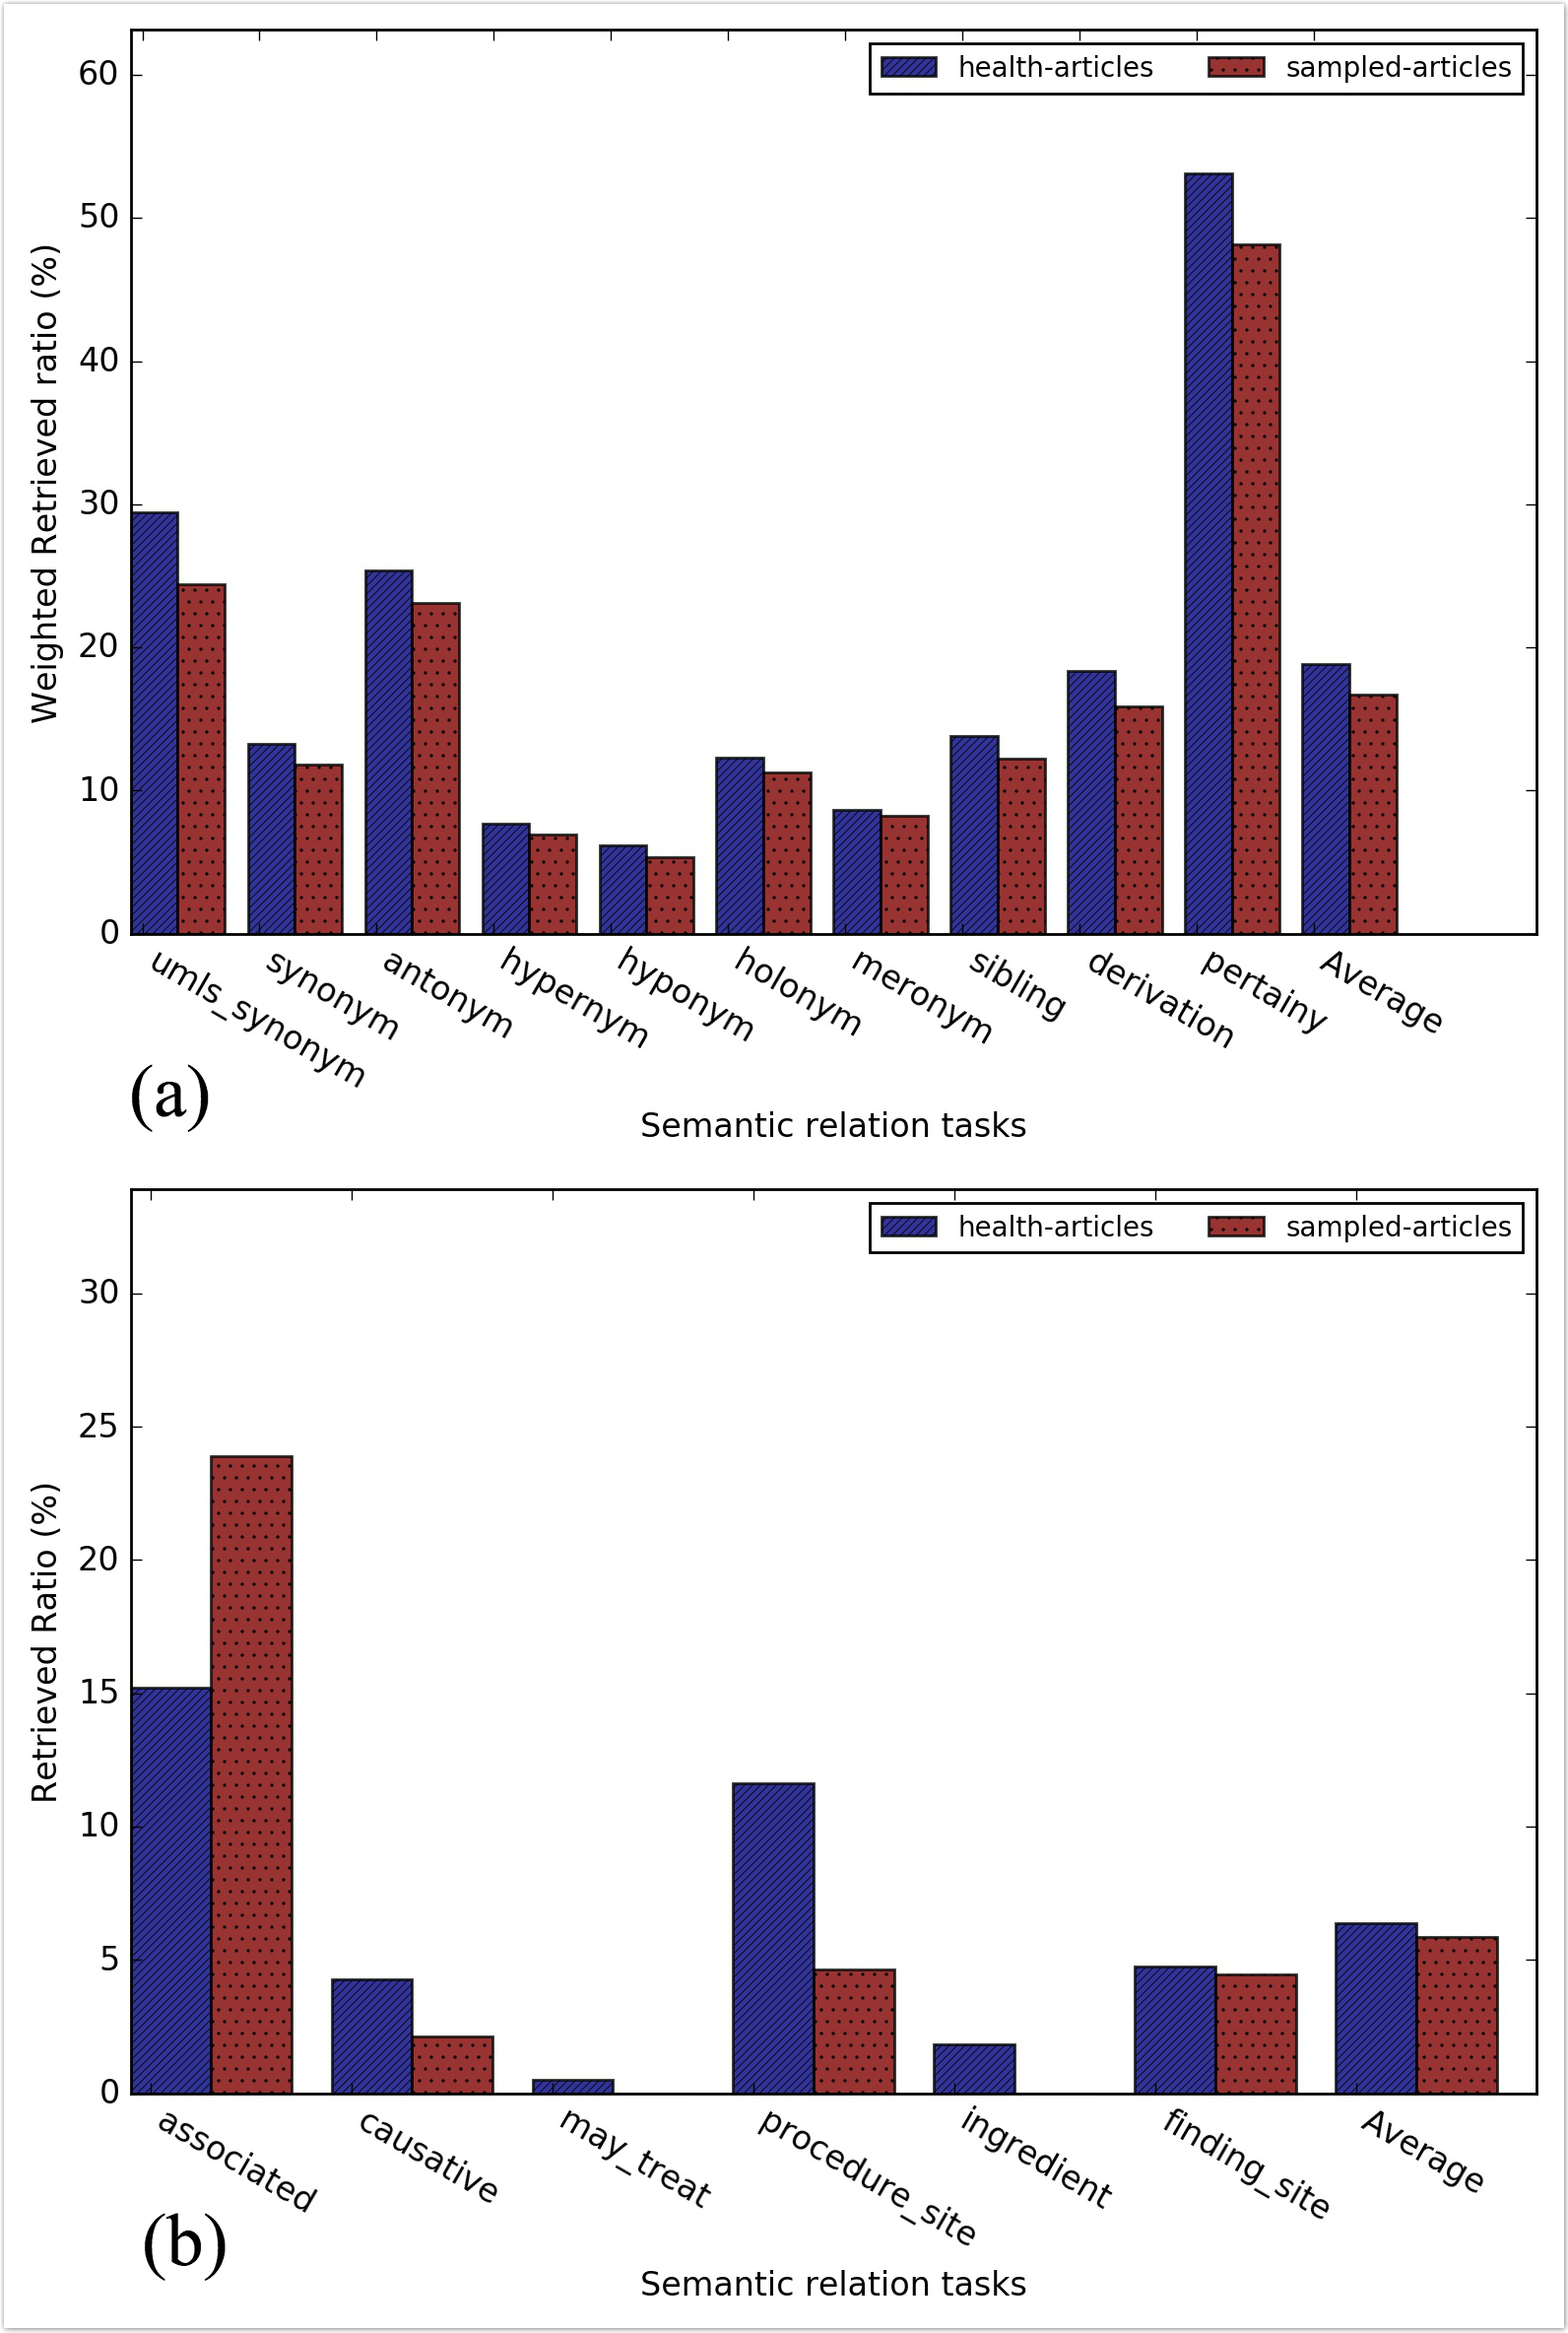 health-articles sampled-articles
60
50
40
30
20
10
0
Weighted Retrieved ratio (%)
umls_synonym
synonym
antonym
hypernym
hyponym
holonym
meronym
sibling
derivation
pertainy
Average
(a)
Semantic relation tasks
health-articles sampled-articles
30
25
20
15
10
5
0
Retrieved Ratio (%)
associated
causative
may_treat
procedure_site
ingredient
finding_site
Average
(b)
Semantic relation tasks